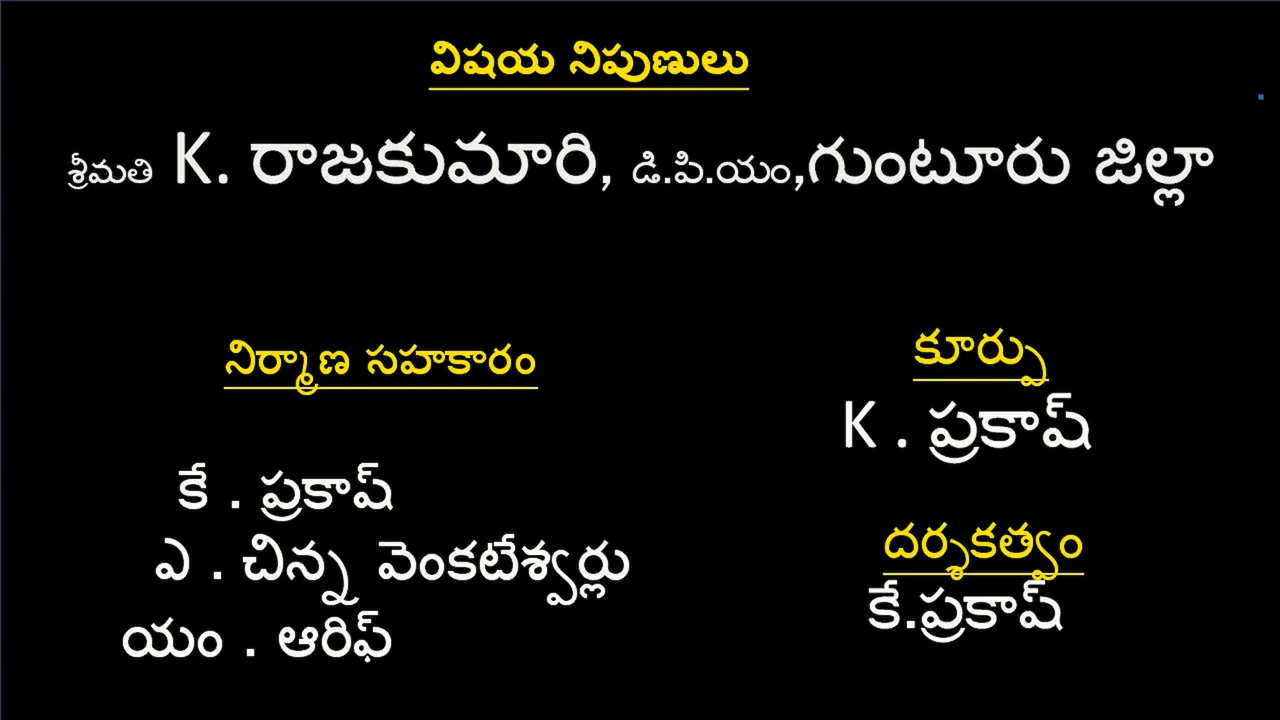 విషయ నిపుణులు
శ్రీమతి K. రాజకుమారి, డి.పి.యం,గుంటూరు జిల్లా
నిర్మాణ సహకారం
కే . ప్రకాష్
ఎ . చిన్న వెంకటేశ్వర్లు
యం . ఆరిఫ్
కూర్పు
K . ప్రకాష్
దర్శకత్వం
కే.ప్రకాష్